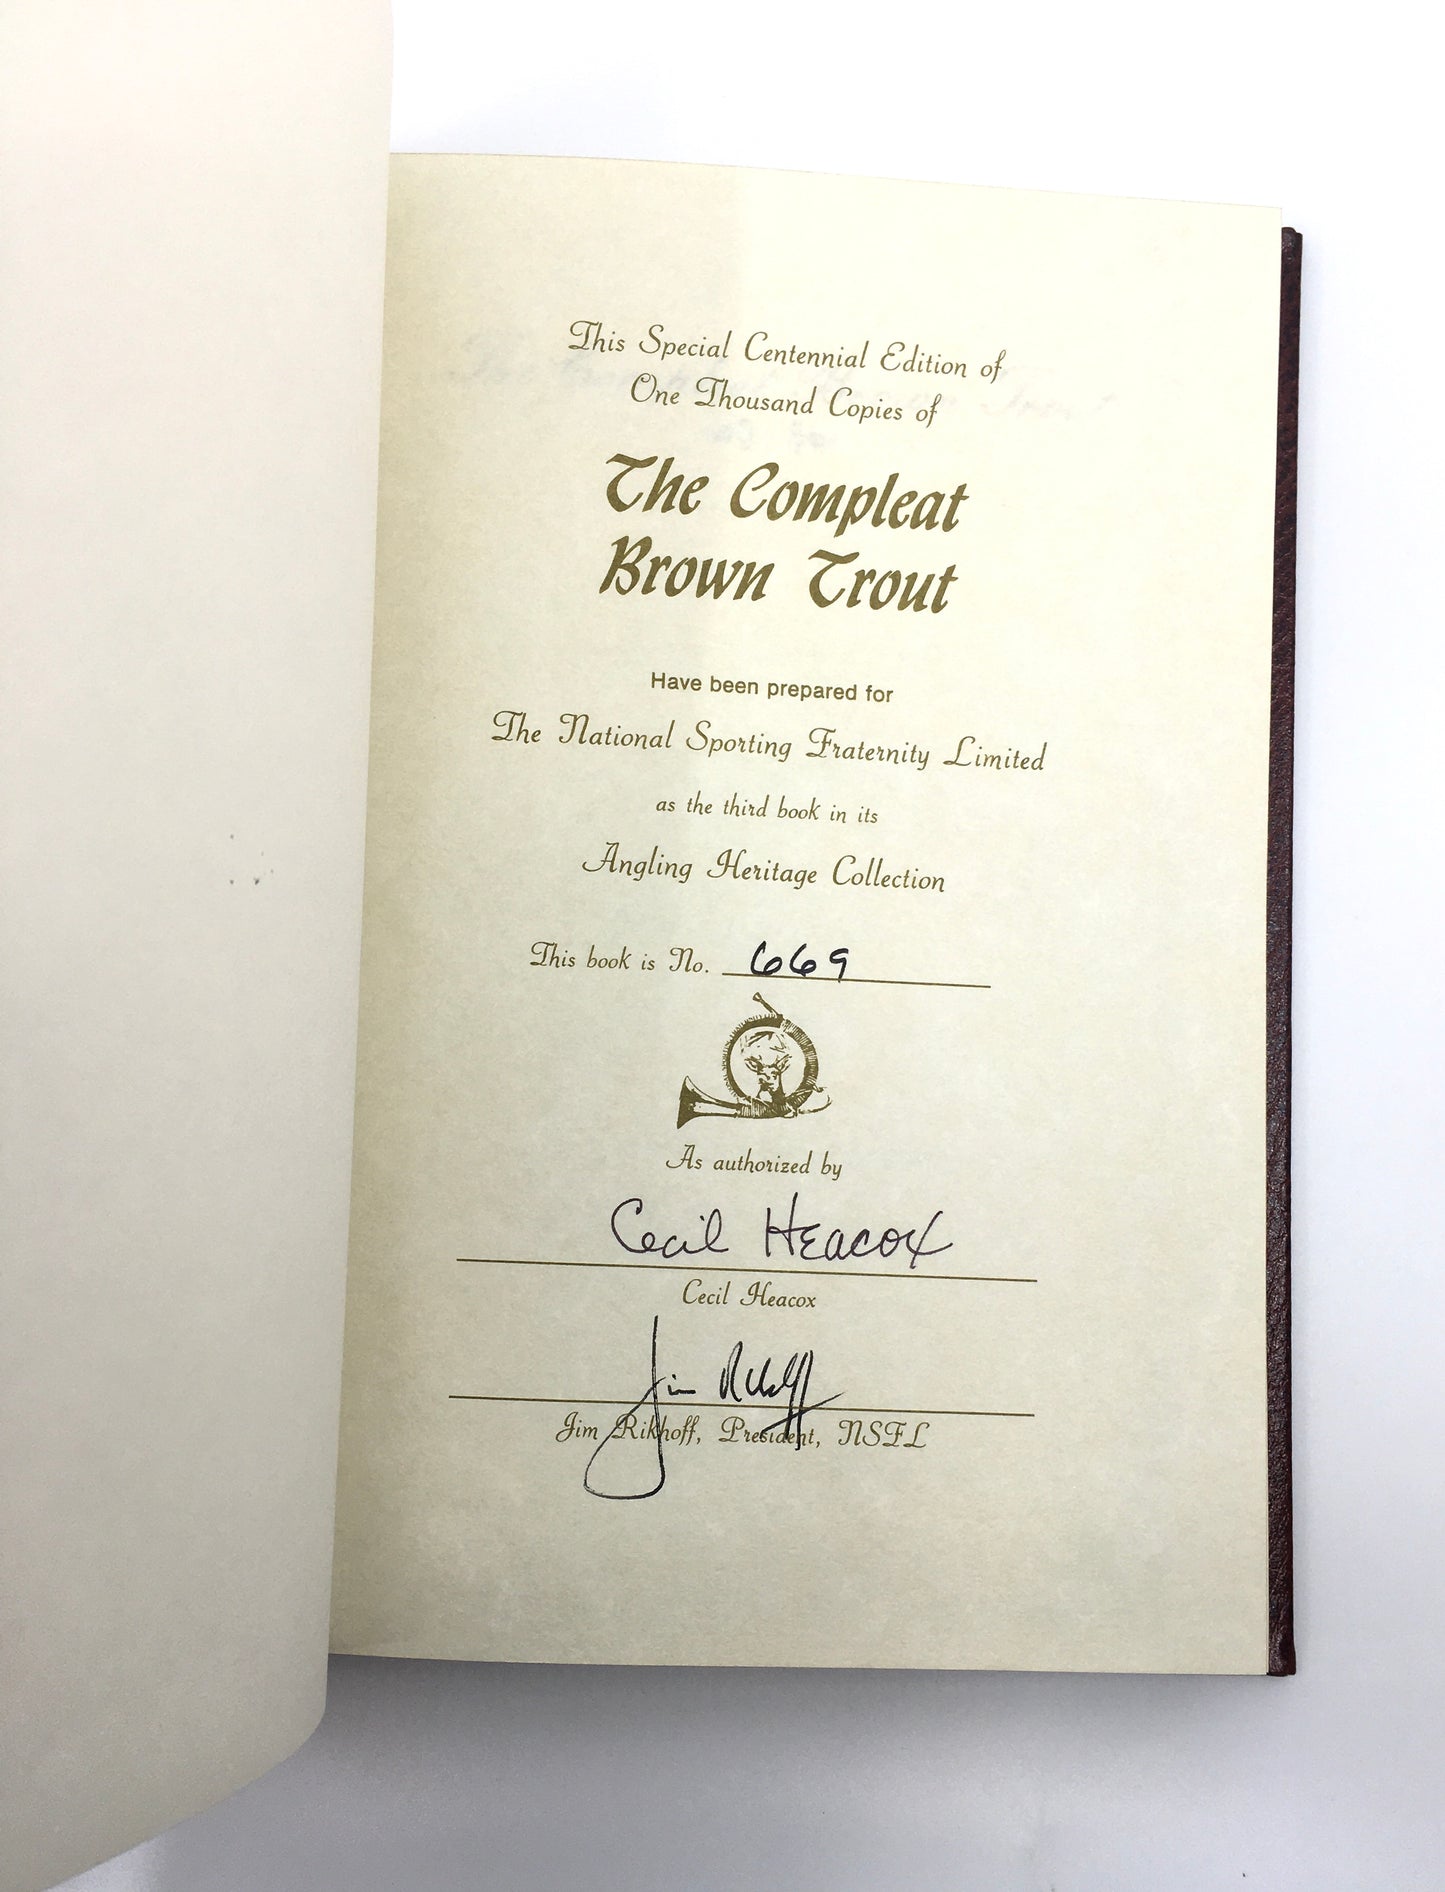 This Special Centennial Edition of
One Thousand Copies of
The Compleat
Brown Trout
Have been prepared for
The National Sporting Fraternity Limited
as the third book in its
Angling Heritage Collection
This book is No. 669
As authorized by
Cecil Heacox
Cecil Heacox
Jim Rikhoff
Jim Rikhoff, President, NSFL